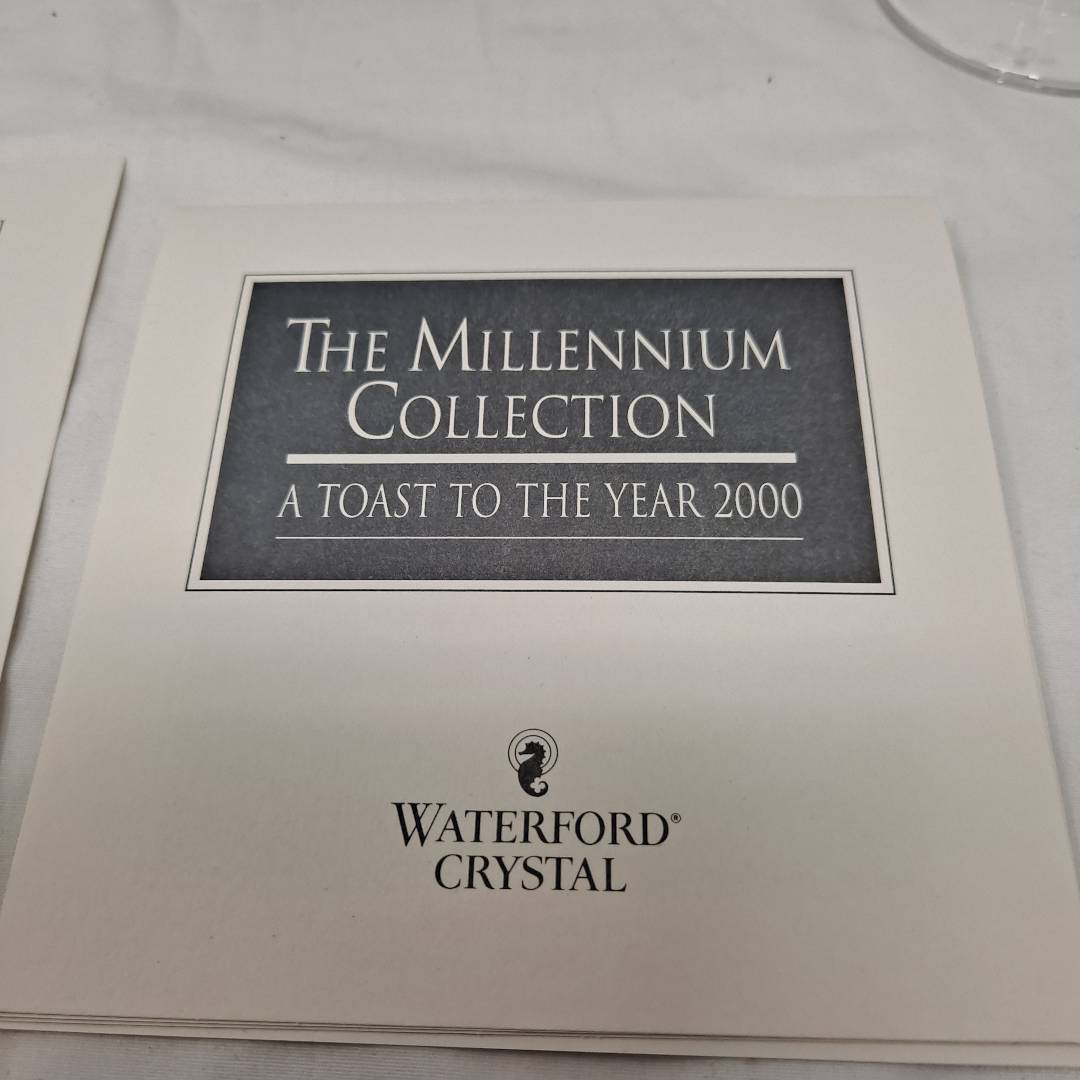 The Millennium
Collection
A TOAST TO THE YEAR 2000
Waterford®
CRYSTAL